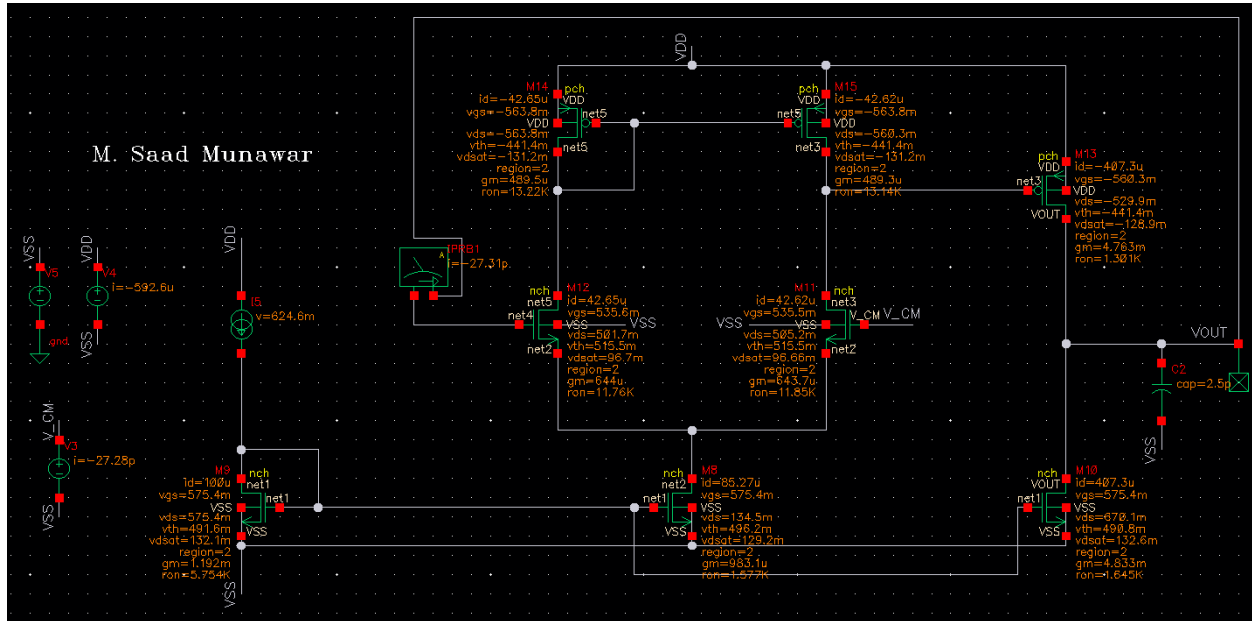 VDD
M14
pch
id=-42.65u
VDD
vgs=-563.8m
net5
VDD
vds=-563.8m
vth=-441.4m
net5
vdsat=-131.2m
region=2
gm=489.5u
ron=13.22K
M15
pch
id=-42.62u
VDD
vgs=-563.8m
VDD
vds=-560.3m
vth=-441.4m
net3
vdsat=-131.2m
region=2
gm=489.3u
ron=13.14K
M. Saad Munawar
M13
pch
id=-407.3u
VDD
vgs=-560.3m
net3
VDD
vds=-529.9m
vth=-441.4m
VOUT
vdsat=-128.9m
region=2
gm=4.763m
ron=1.301K
VSS
V5
gnd
VDD
V4
i=-592.6u
VSS
VDD
I5
v=624.6m
IPRB1
i=-27.31p
M12
nch
net5
id=42.65u
net4
vgs=535.6m
VSS
VSS
vds=501.7m
vth=515.5m
net2
vdsat=96.7m
region=2
gm=644u
ron=11.76K
M11
nch
id=42.62u
net3
vgs=535.5m
V_CM
V_CM
VSS
VSS
vds=505.2m
vth=515.5m
net2
vdsat=96.66m
region=2
gm=643.7u
ron=11.85K
VOUT
C2
cap=2.5p
VSS
V_CM
V3
i=-27.28p
VSS
M9
nch
id=100u
net1
vgs=575.4m
net1
VSS
vds=575.4m
vth=491.6m
VSS
vdsat=132.1m
region=2
gm=1.192m
ron=5.754K
VSS
M8
nch
net2
id=85.27u
net1
vgs=575.4m
VSS
vds=134.5m
vth=496.2m
VSS
vdsat=129.2m
region=2
gm=983.1u
ron=1.577K
M10
nch
VOUT
id=407.3u
net1
vgs=575.4m
VSS
vds=670.1m
vth=490.8m
VSS
vdsat=132.6m
region=2
gm=4.833m
ron=1.645K